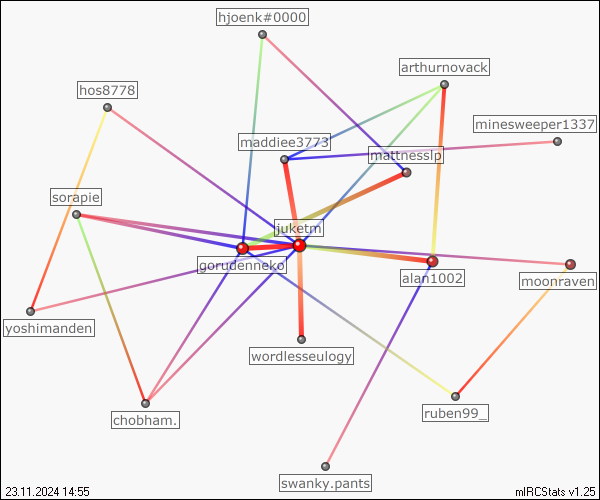 hjoenk#0000
arthurnovack
hos8778
minesweeper1337
maddiee3773
mattnesslp
sorapie
juketm
gorudenneko
alan1002
moonraven
yoshimanden
wordlesseulogy
chobham.
ruben99_
swanky.pants
23.11.2024 14:55
mIRCStats v1.25